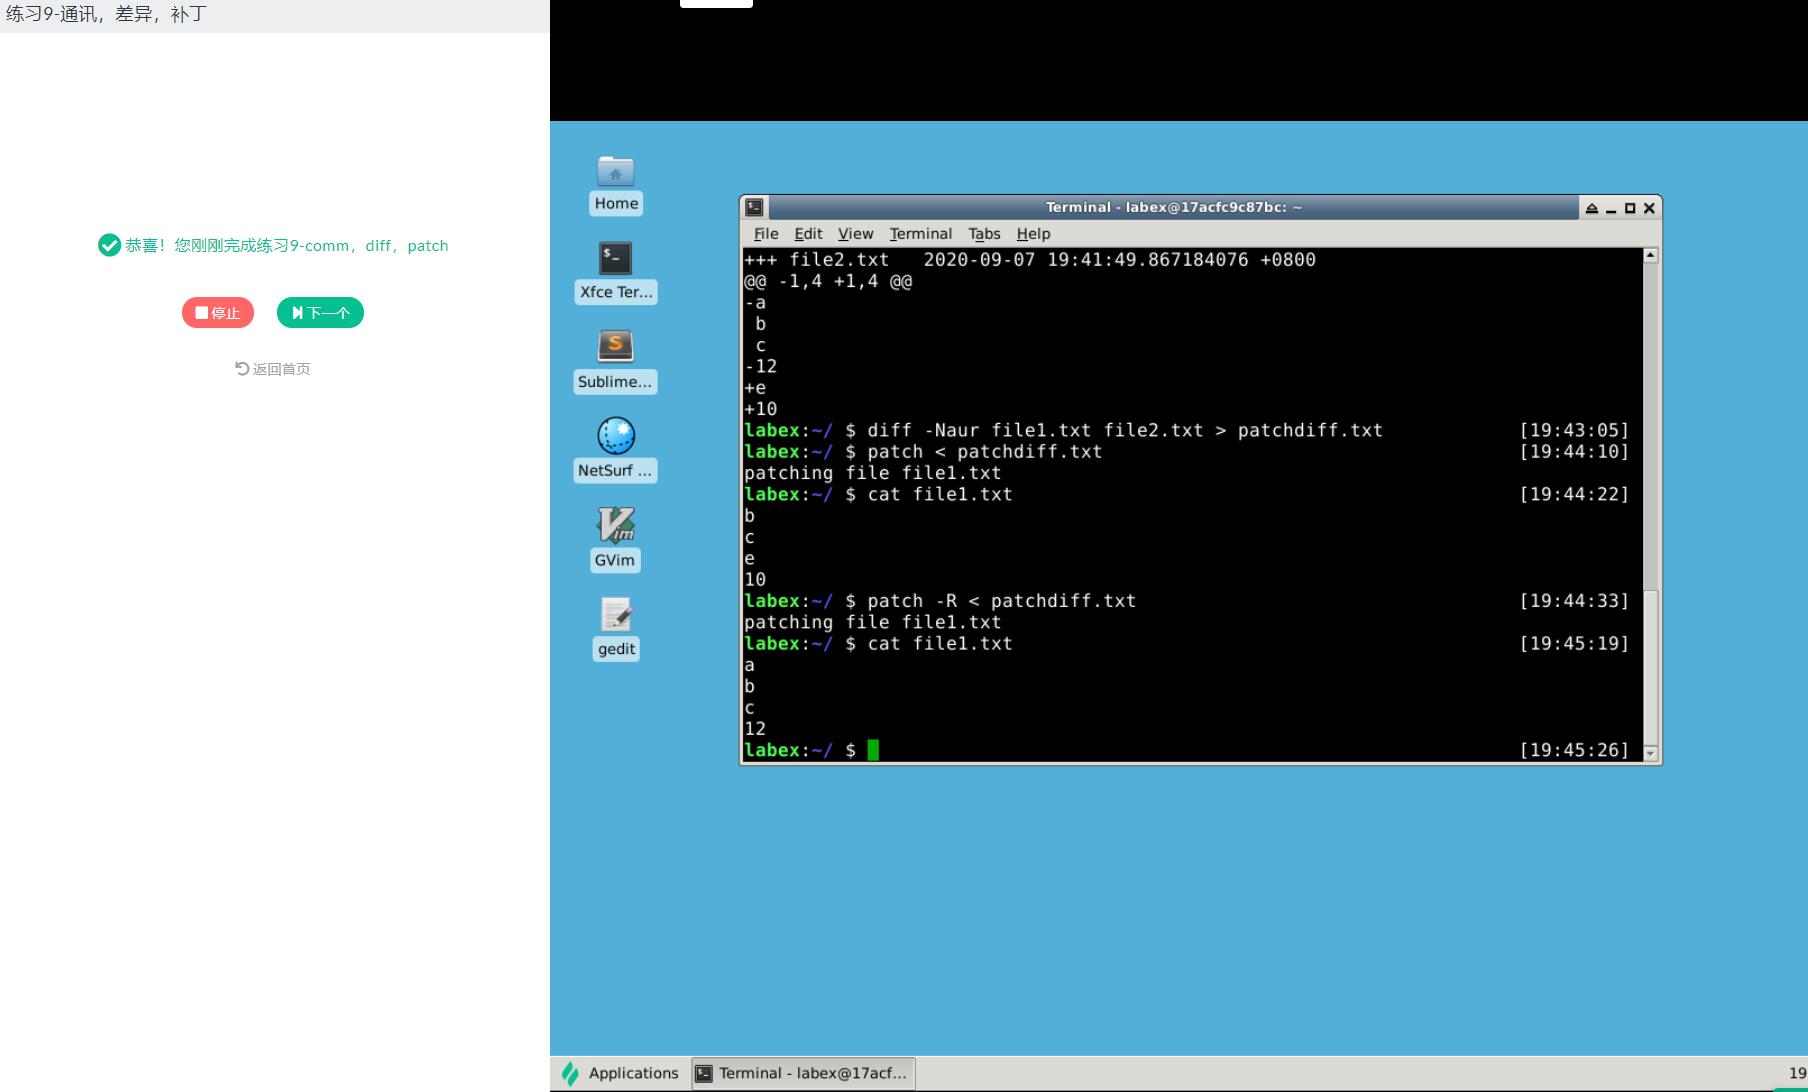 练习9-通讯，差异，补丁
恭喜！您刚刚完成练习9-comm，diff，patch
停止
下一个
返回首页
Home
Xfce Ter...
Sublime...
NetSurf ...
GVim
gedit
Terminal - labex@17acfc9c87bc: ~
File Edit View Terminal Tabs Help
+++ file2.txt   2020-09-07 19:41:49.867184076 +0800
@@ -1,4 +1,4 @@
-a
 b
 c
-12
+e
+10
labex:~/ $ diff -Naur file1.txt file2.txt > patchdiff.txt [19:43:05]
labex:~/ $ patch < patchdiff.txt [19:44:10]
patching file file1.txt
labex:~/ $ cat file1.txt [19:44:22]
b
c
e
10
labex:~/ $ patch -R < patchdiff.txt [19:44:33]
patching file file1.txt
labex:~/ $ cat file1.txt [19:45:19]
a
b
c
12
labex:~/ $ [19:45:26]
Applications
Terminal - labex@17acf...
19